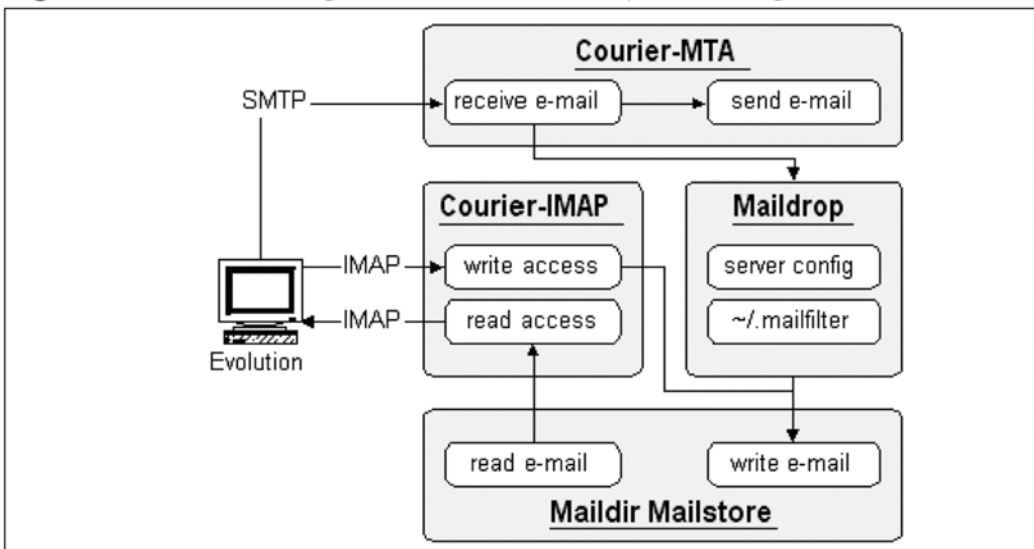 Courier-MTA
SMTP
receive e-mail
send e-mail
Courier-IMAP
Maildrop
IMAP
write access
server config
IMAP
read access
~/.mailfilter
Evolution
read e-mail
write e-mail
Maildir Mailstore